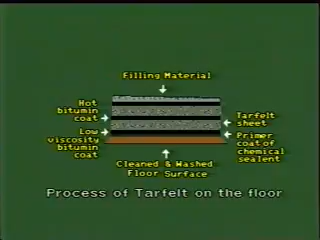 Filling Material
Hot
bitumin
coat
Tarfelt
sheet
Low
viscosity
bitumin
coat
Primer
coat of
chemical
sealent
Cleaned & Washed
Floor Surface
Process of Tarfelt on the floor